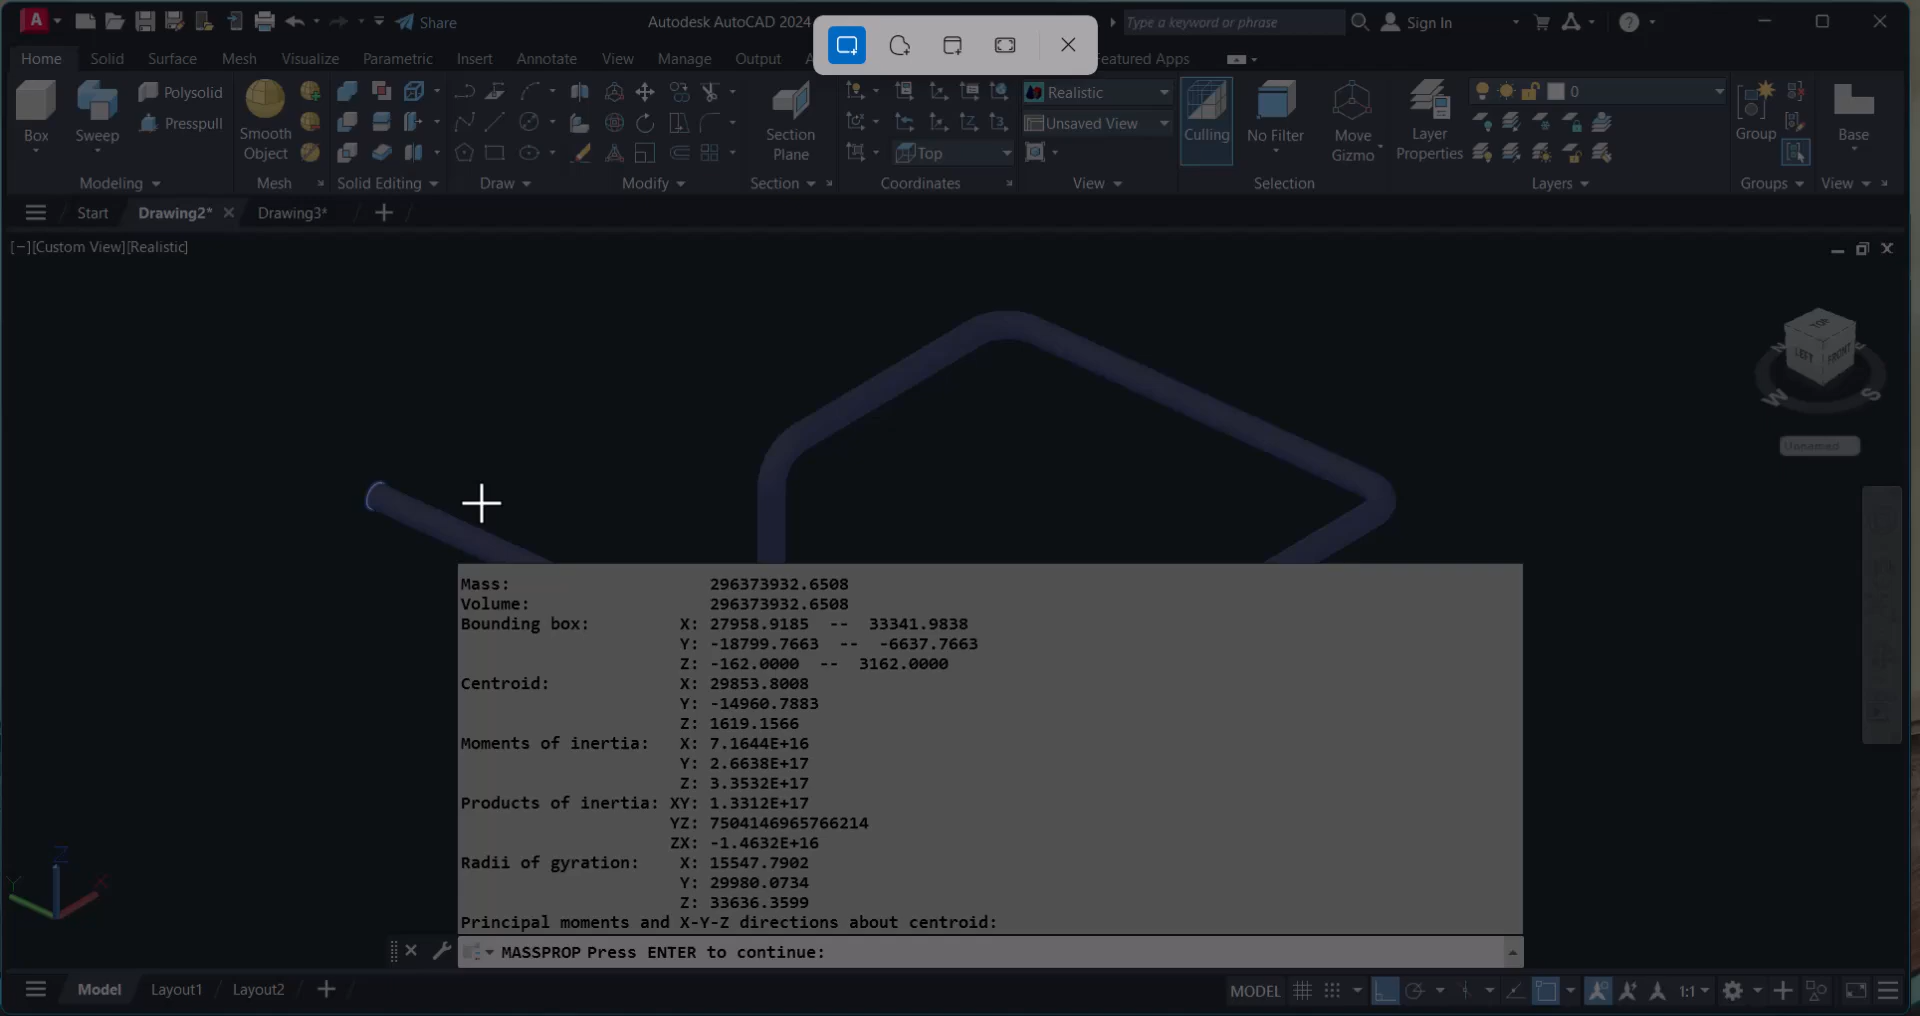 A Share Autodesk AutoCAD 2024 Type a keyword or phrase Sign In
Home Solid Surface Mesh Visualize Parametric Insert Annotate View Manage Output Featured Apps
Polysolid
Presspull
Box Sweep
Smooth
Object
Section
Plane
Top
Realistic
Unsaved View
Culling No Filter Move
Gizmo
Layer
Properties
0
Group Base
Modeling Mesh Solid Editing Draw Modify Section Coordinates View Selection Layers Groups View
Start Drawing2* Drawing3*
[−][Custom View][Realistic]
TOP
LEFT FRONT
W S
Unnamed
Mass: 296373932.6508
Volume: 296373932.6508
Bounding box: X: 27958.9185 -- 33341.9838
Y: -18799.7663 -- -6637.7663
Z: -162.0000 -- 3162.0000
Centroid: X: 29853.8008
Y: -14960.7883
Z: 1619.1566
Moments of inertia: X: 7.1644E+16
Y: 2.6638E+17
Z: 3.3532E+17
Products of inertia: XY: 1.3312E+17
YZ: 7504146965766214
ZX: -1.4632E+16
Radii of gyration: X: 15547.7902
Y: 29980.0734
Z: 33636.3599
Principal moments and X-Y-Z directions about centroid:
MASSPROP Press ENTER to continue:
Z
Y X
Model Layout1 Layout2 MODEL 1:1